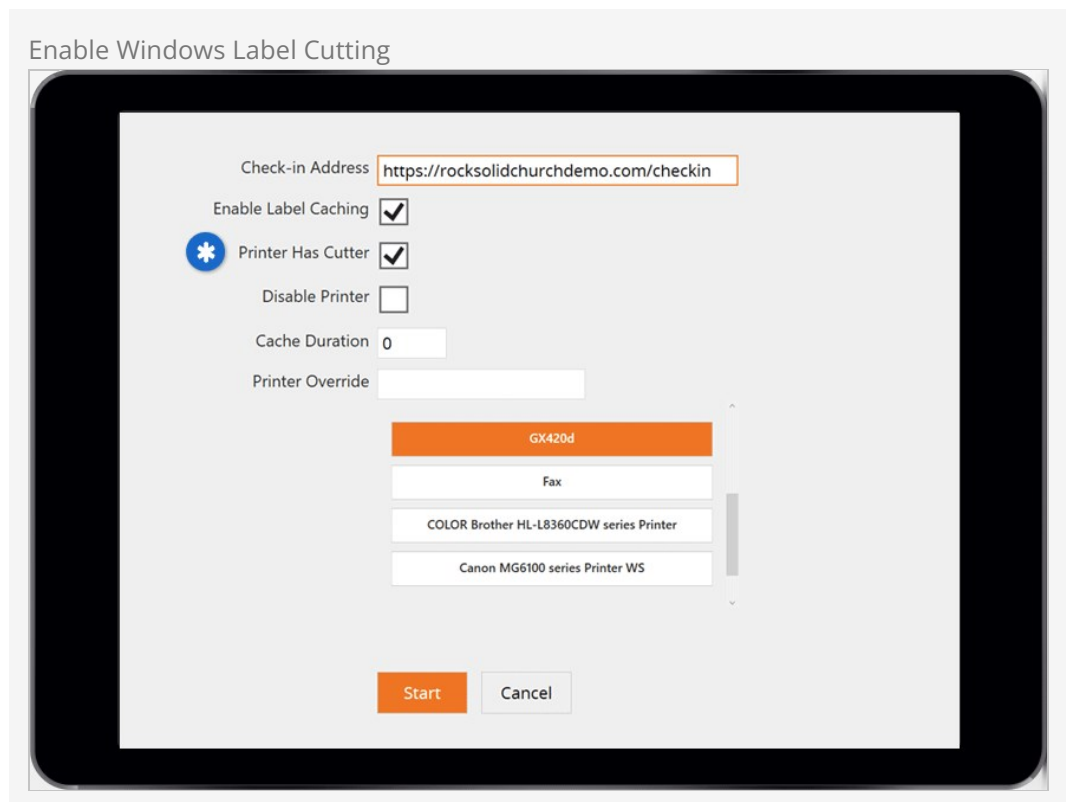 Enable Windows Label Cutting
Check-in Address https://rocksolidchurchdemo.com/checkin
Enable Label Caching
Printer Has Cutter
Disable Printer
Cache Duration 0
Printer Override
GX420d
Fax
COLOR Brother HL-L8360CDW series Printer
Canon MG6100 series Printer WS
Start Cancel